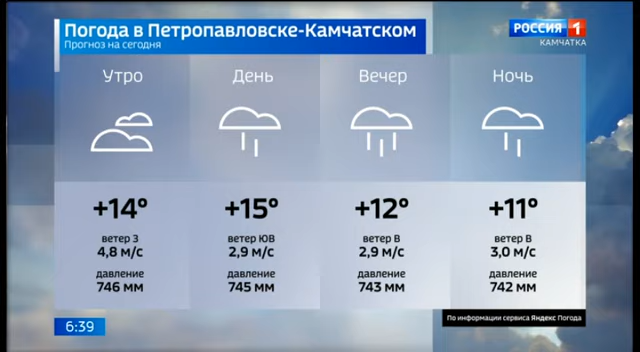 Погода в Петропавловске-Камчатском
Прогноз на сегодня
РОССИЯ 1
КАМЧАТКА
Утро День Вечер Ночь
+14° +15° +12° +11°
ветер З ветер ЮВ ветер В ветер В
4,8 м/с 2,9 м/с 2,9 м/с 3,0 м/с
давление давление давление давление
746 мм 745 мм 743 мм 742 мм
6:39
По информации сервиса Яндекс Погода